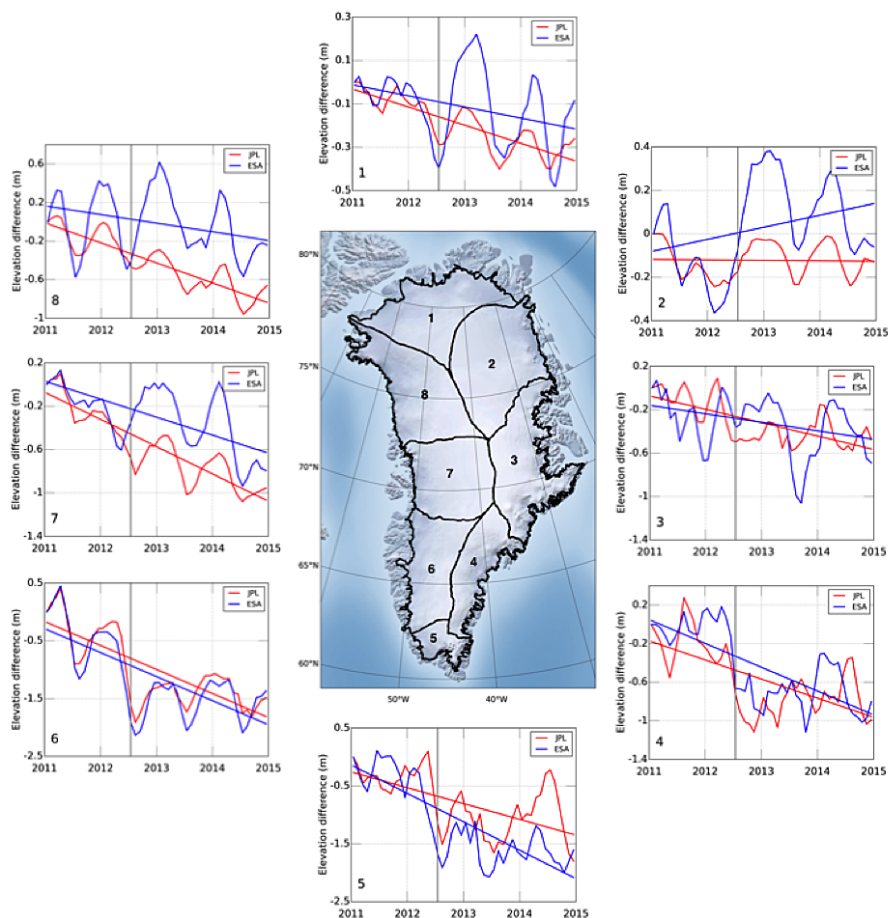 0.3
0.1
-0.1
-0.3
-0.5
Elevation difference (m)
JPL
ESA
1
2011 2012 2013 2014 2015
0.6
0.2
-0.2
-0.6
-1
Elevation difference (m)
JPL
ESA
8
2011 2012 2013 2014 2015
0.4
0.2
0
-0.2
-0.4
Elevation difference (m)
JPL
ESA
2
2011 2012 2013 2014 2015
80°N
75°N
70°N
65°N
60°N
50°W 40°W
1
2
8
3
7
4
6
5
0.2
-0.2
-0.6
-1
-1.4
Elevation difference (m)
JPL
ESA
7
2011 2012 2013 2014 2015
0.2
-0.2
-0.6
-1
-1.4
Elevation difference (m)
JPL
ESA
3
2011 2012 2013 2014 2015
0.5
-0.5
-1.5
-2.5
Elevation difference (m)
JPL
ESA
6
2011 2012 2013 2014 2015
0.4
0.2
-0.2
-0.6
-1
-1.4
Elevation difference (m)
JPL
ESA
4
2011 2012 2013 2014 2015
0.5
-0.5
-1.5
-2.5
Elevation difference (m)
JPL
ESA
5
2011 2012 2013 2014 2015